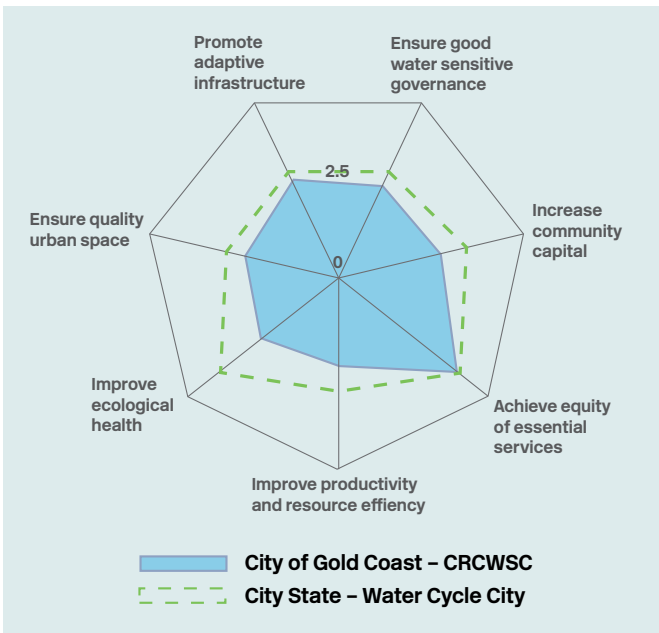 Promote
adaptive
infrastructure
Ensure good
water sensitive
governance
2.5
Ensure quality
urban space
Increase
community
capital
0
Improve
ecological
health
Achieve equity
of essential
services
Improve productivity
and resource effiency
City of Gold Coast – CRCWSC
City State – Water Cycle City